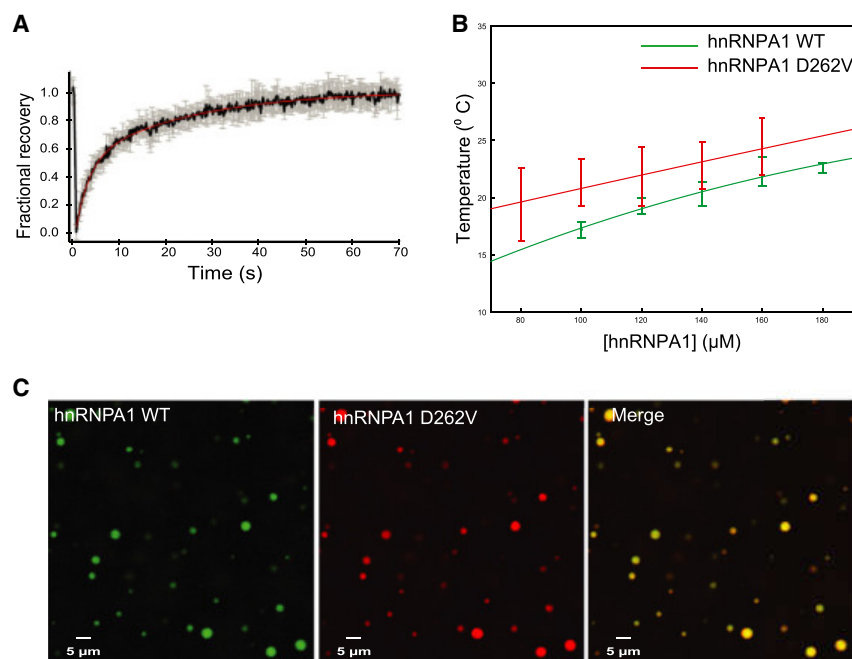 A
Fractional recovery
1.0
0.8
0.6
0.4
0.2
0.0
0 10 20 30 40 50 60 70
Time (s)
B
hnRNPA1 WT
hnRNPA1 D262V
Temperature (⁰ C)
35
30
25
20
15
10
80 100 120 140 160 180
[hnRNPA1] (µM)
C
hnRNPA1 WT
hnRNPA1 D262V
Merge
5 µm
5 µm
5 µm